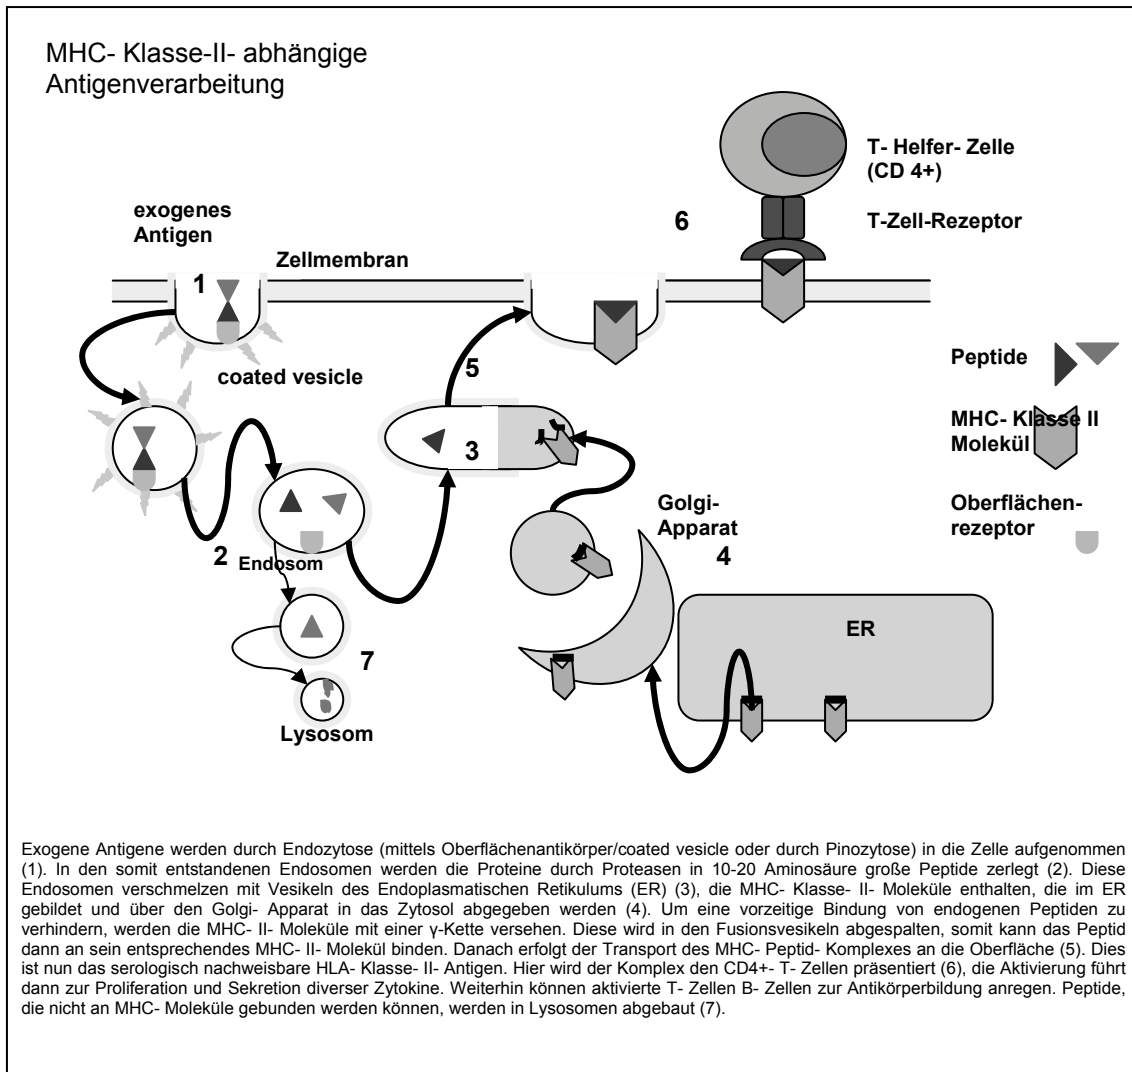 MHC- Klasse-II- abhängige
Antigenverarbeitung
T- Helfer- Zelle
(CD 4+)
exogenes
Antigen
6
T-Zell-Rezeptor
Zellmembran
1
5
coated vesicle
Peptide
3
MHC- Klasse II
Molekül
Golgi-
Apparat
4
Oberflächen-
rezeptor
2
Endosom
ER
7
Lysosom
Exogene Antigene werden durch Endozytose (mittels Oberflächenantikörper/coated vesicle oder durch Pinozytose) in die Zelle aufgenommen
(1). In den somit entstandenen Endosomen werden die Proteine durch Proteasen in 10-20 Aminosäure große Peptide zerlegt (2). Diese
Endosomen verschmelzen mit Vesikeln des Endoplasmatischen Retikulums (ER) (3), die MHC- Klasse- II- Moleküle enthalten, die im ER
gebildet und über den Golgi- Apparat in das Zytosol abgegeben werden (4). Um eine vorzeitige Bindung von endogenen Peptiden zu
verhindern, werden die MHC- II- Moleküle mit einer γ-Kette versehen. Diese wird in den Fusionsvesikeln abgespalten, somit kann das Peptid
dann an sein entsprechendes MHC- II- Molekül binden. Danach erfolgt der Transport des MHC- Peptid- Komplexes an die Oberfläche (5). Dies
ist nun das serologisch nachweisbare HLA- Klasse- II- Antigen. Hier wird der Komplex den CD4+- T- Zellen präsentiert (6), die Aktivierung führt
dann zur Proliferation und Sekretion diverser Zytokine. Weiterhin können aktivierte T- Zellen B- Zellen zur Antikörperbildung anregen. Peptide,
die nicht an MHC- Moleküle gebunden werden können, werden in Lysosomen abgebaut (7).